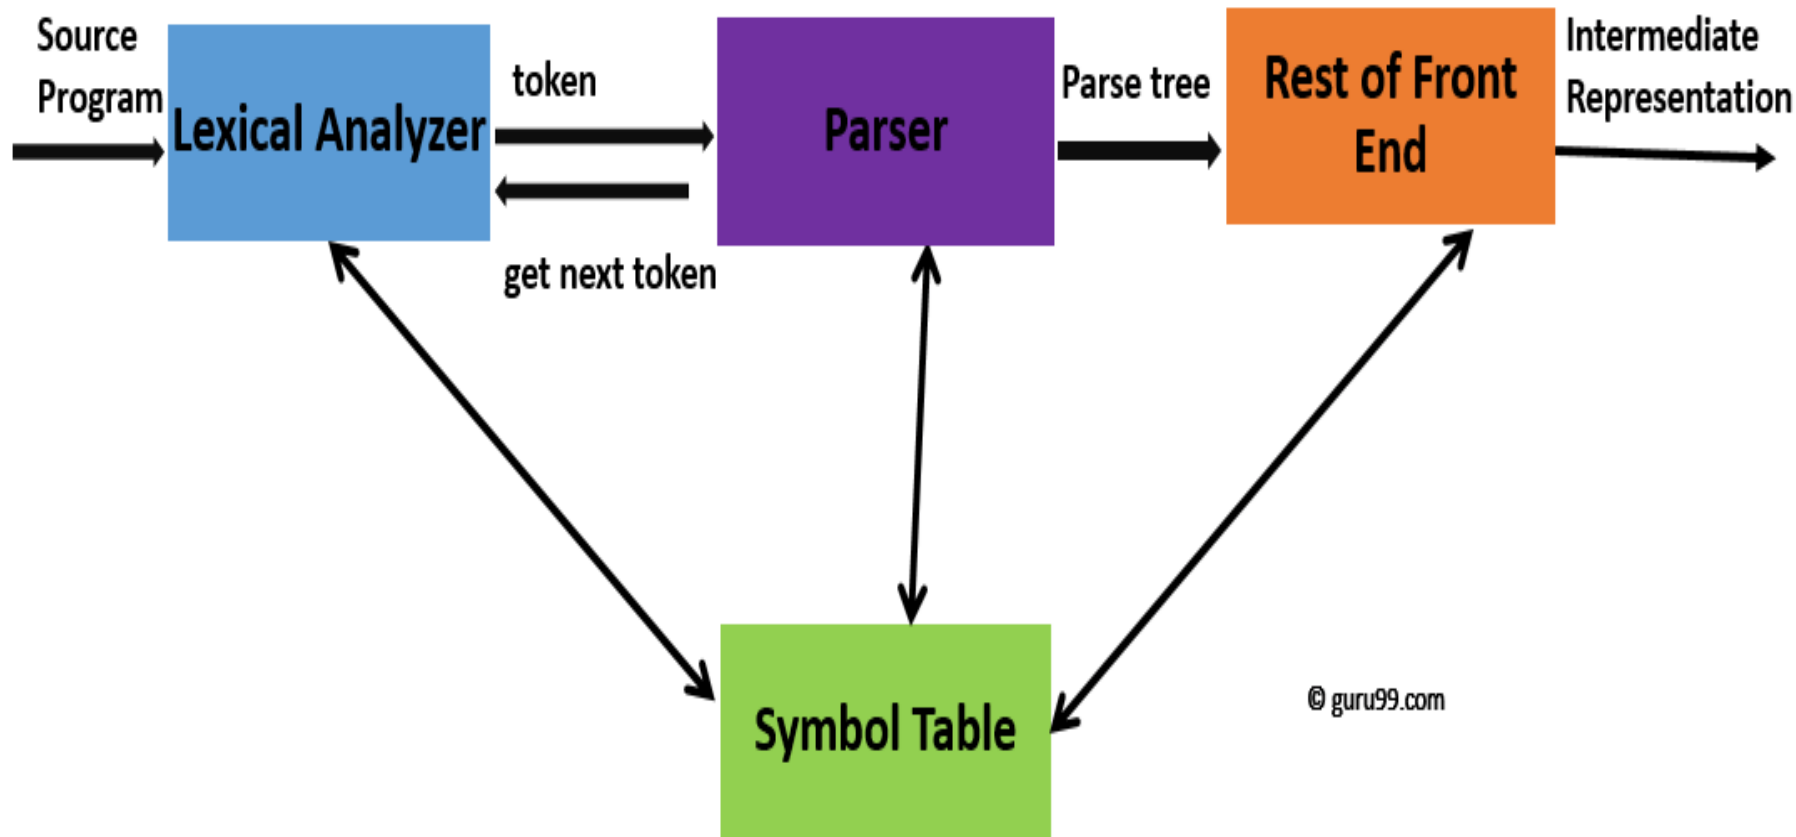 Source
Program
Lexical Analyzer
token
get next token
Parser
Parse tree
Rest of Front
End
Intermediate
Representation
Symbol Table
© guru99.com